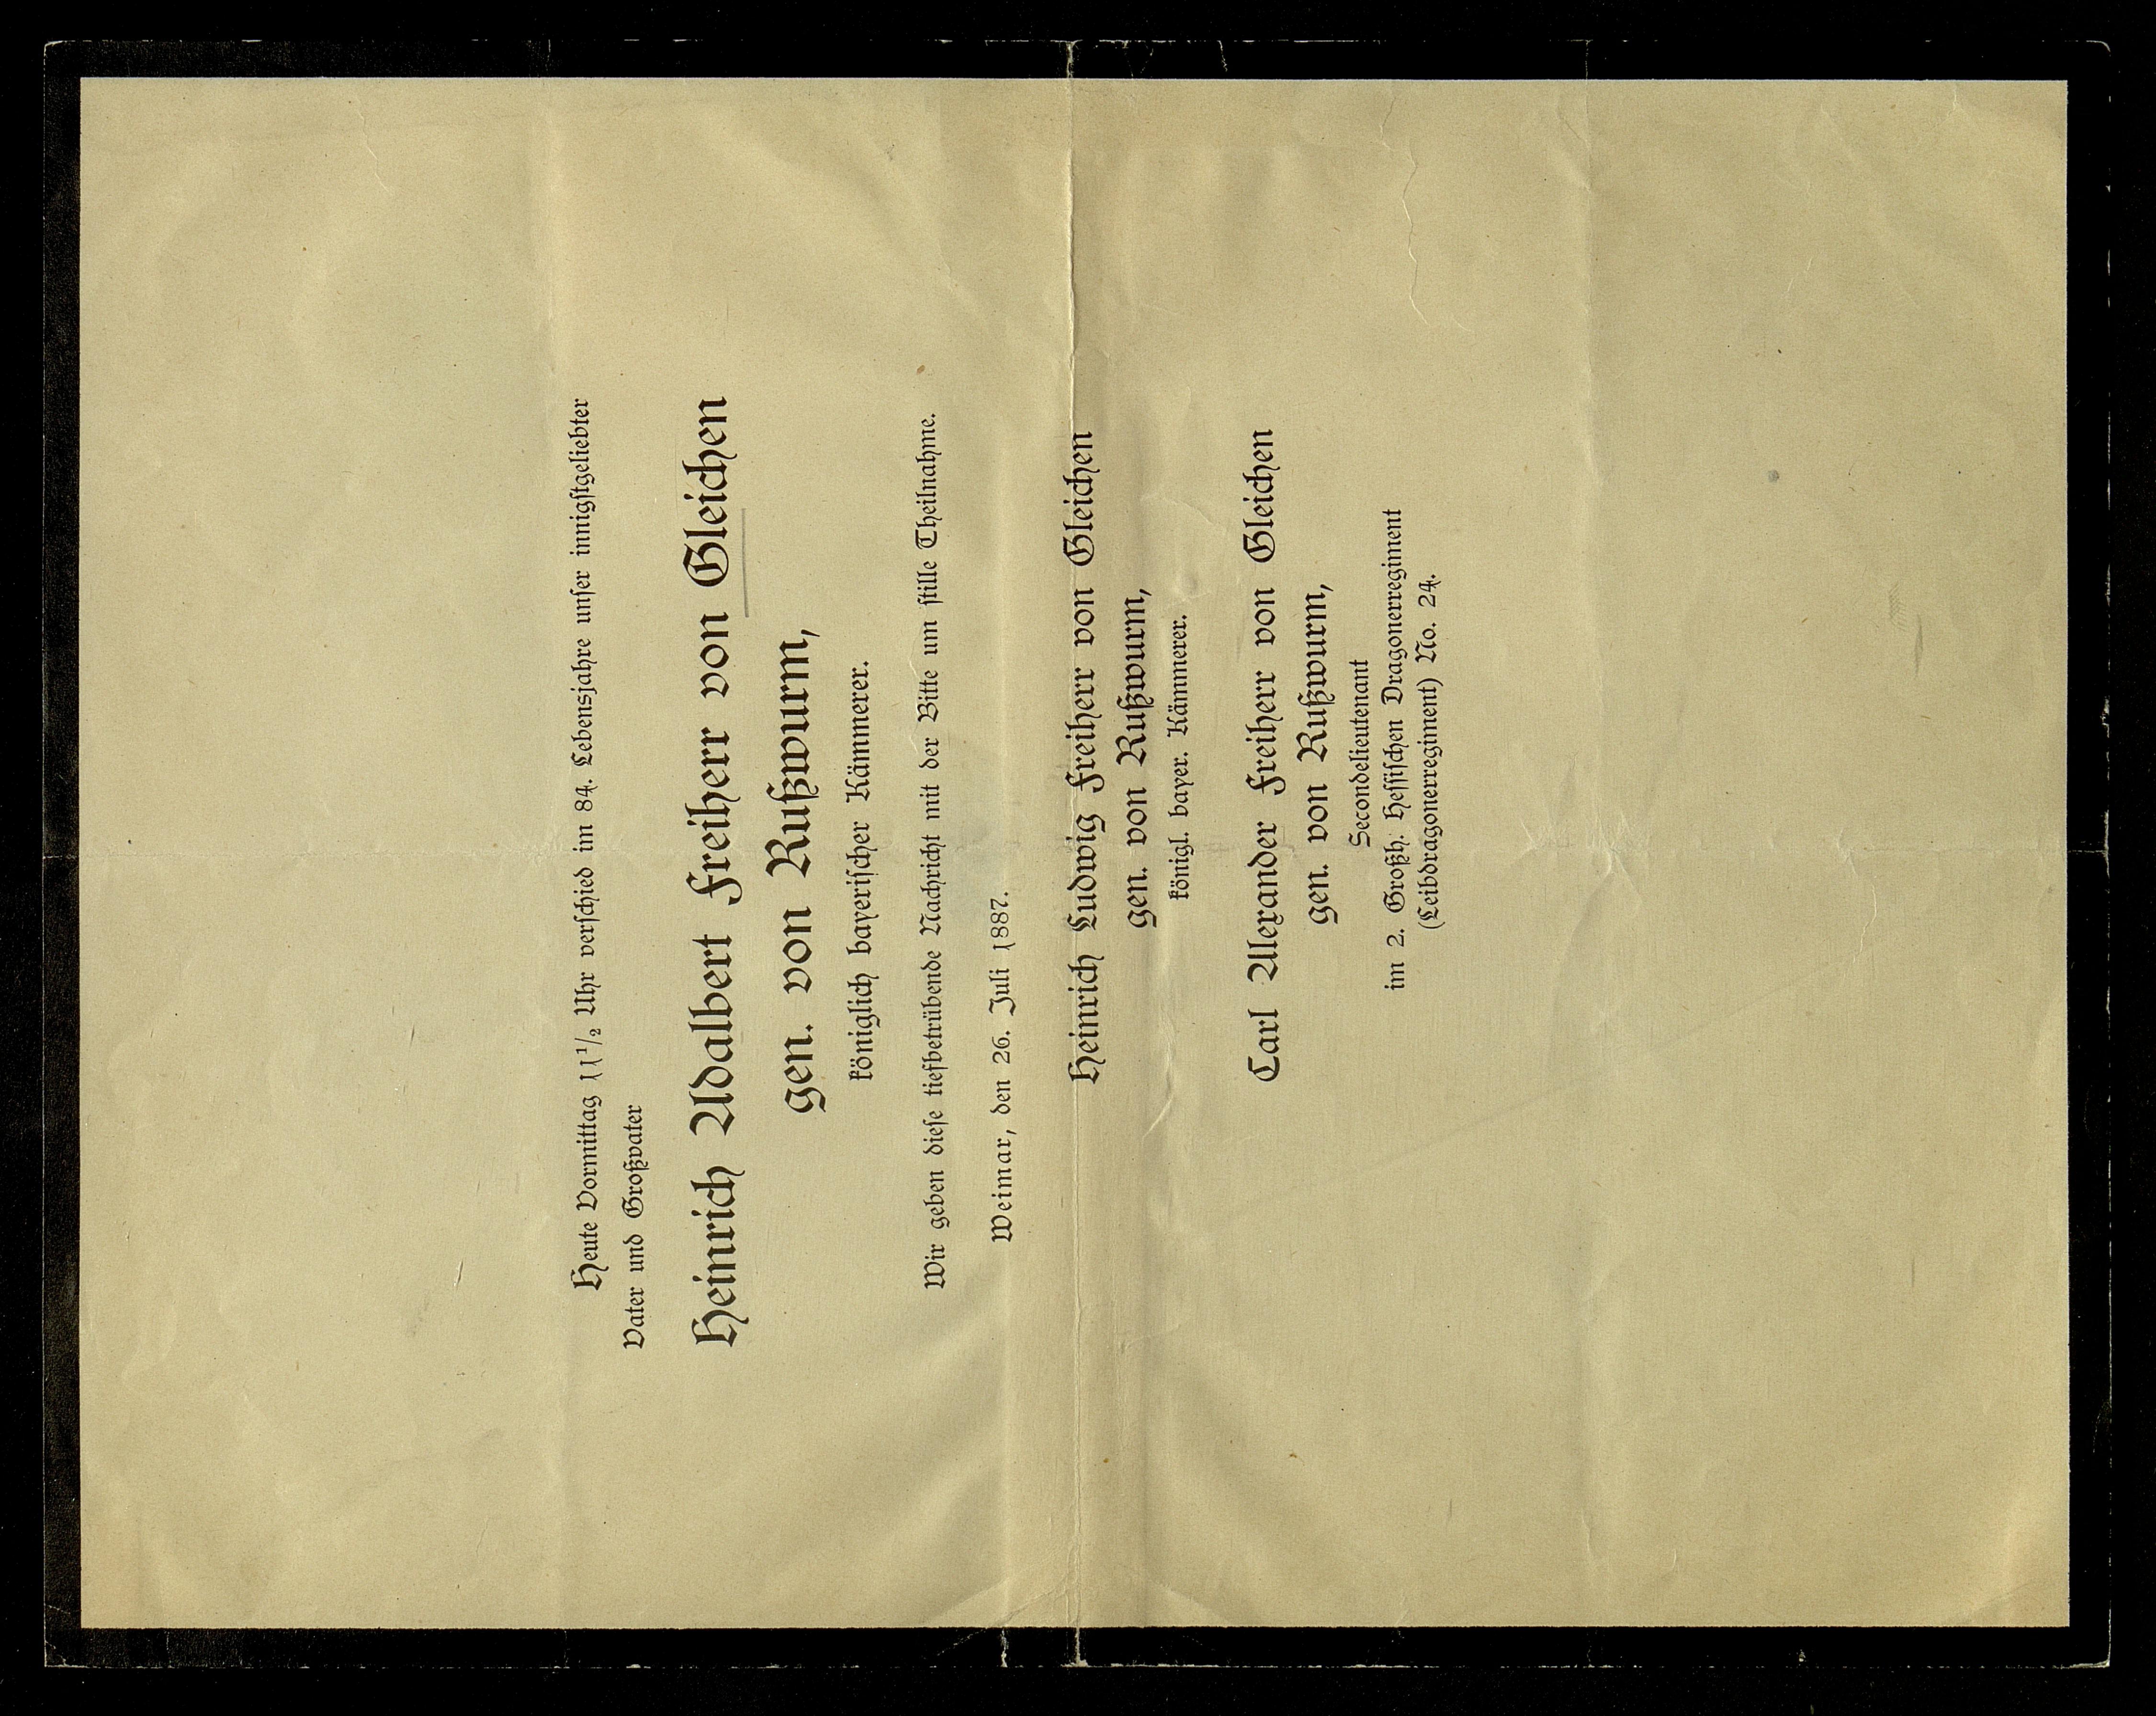 Heute Vormittag 11 1/2 Uhr verschied im 84. Lebensjahre unser innigstgeliebter
Vater und Großvater
Heinrich Adalbert Freiherr von Gleichen
gen. von Rußwurm,
königlich bayerischer Kämmerer.
Wir geben diese tiefbetrübende Nachricht mit der Bitte um stille Theilnahme.
Weimar, den 26. Juli 1887.
Heinrich Ludwig Freiherr von Gleichen
gen. von Rußwurm,
königl. bayer. Kämmerer.
Carl Alexander Freiherr von Gleichen
gen. von Rußwurm,
Secondelieutenant
im 2. Großh. Hessischen Dragonerregiment
(Leibdragonerregiment) No. 24.